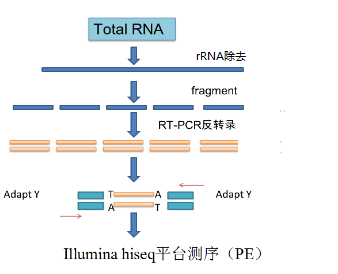 Total RNA
rRNA除去
fragment
RT-PCR反转录
Adapt Y T A Adapt Y
A T
Illumina hiseq平台测序（PE）